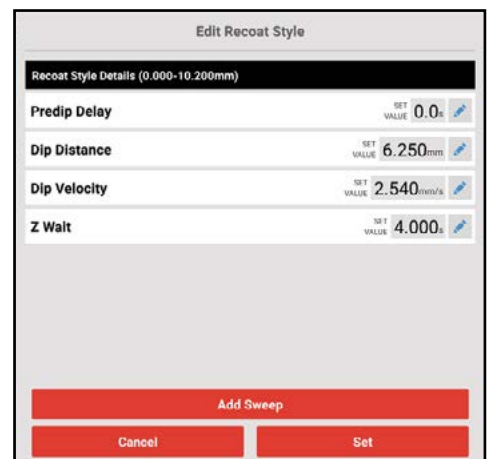 Edit Recoat Style
Recoat Style Details (0.000-10.200mm)
Predip Delay SET VALUE 0.0s
Dip Distance SET VALUE 6.250mm
Dip Velocity SET VALUE 2.540mm/s
Z Wait SET VALUE 4.000s
Add Sweep
Cancel Set